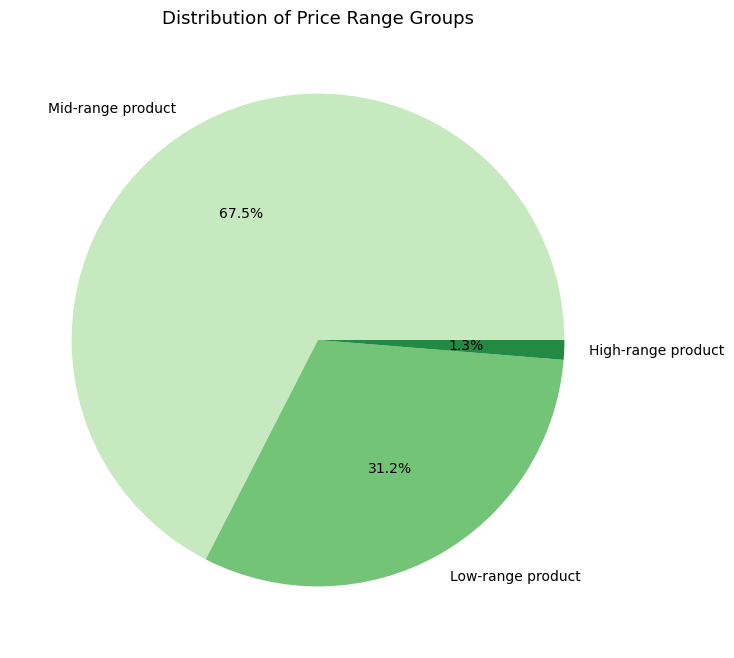 Distribution of Price Range Groups
Mid-range product
67.5%
1.3%
High-range product
31.2%
Low-range product